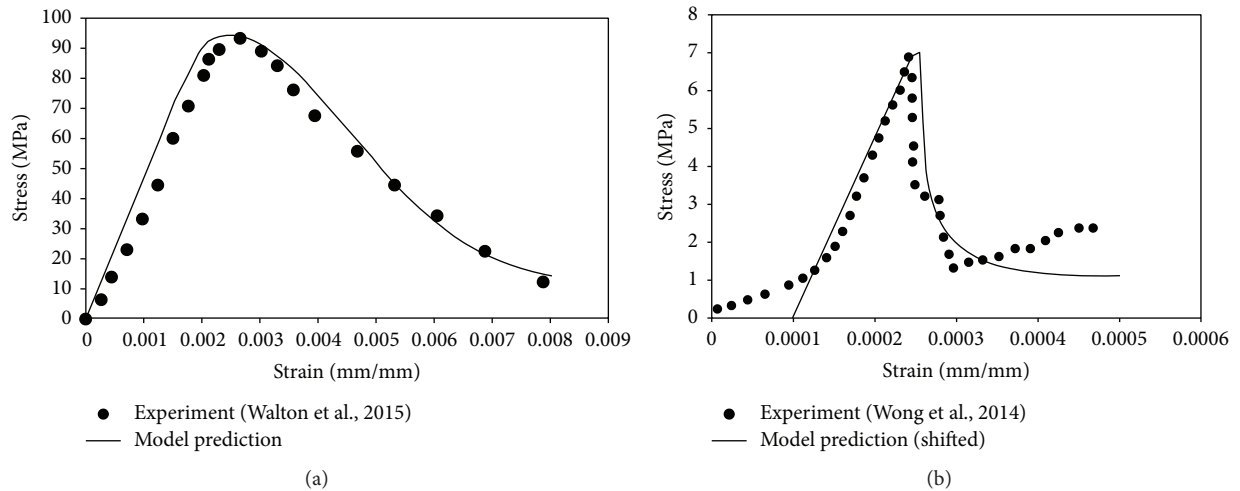 100
90
80
70
60
50
40
30
20
10
0
Stress (MPa)
0 0.001 0.002 0.003 0.004 0.005 0.006 0.007 0.008 0.009
Strain (mm/mm)
Experiment (Walton et al., 2015)
Model prediction
(a)
8
7
6
5
4
3
2
1
0
Stress (MPa)
0 0.0001 0.0002 0.0003 0.0004 0.0005 0.0006
Strain (mm/mm)
Experiment (Wong et al., 2014)
Model prediction (shifted)
(b)